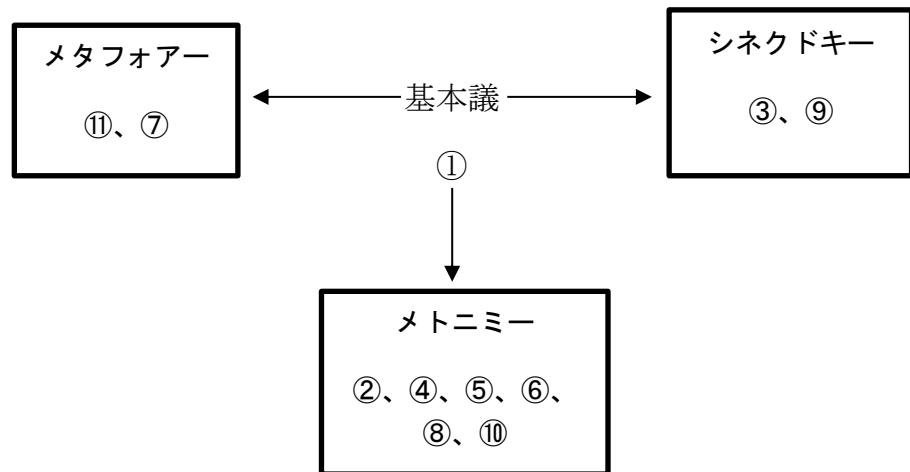 メタフォアー
⑪、⑦
基本議
①
シネクドキー
③、⑨
メトニミー
②、④、⑤、⑥、
⑧、⑩